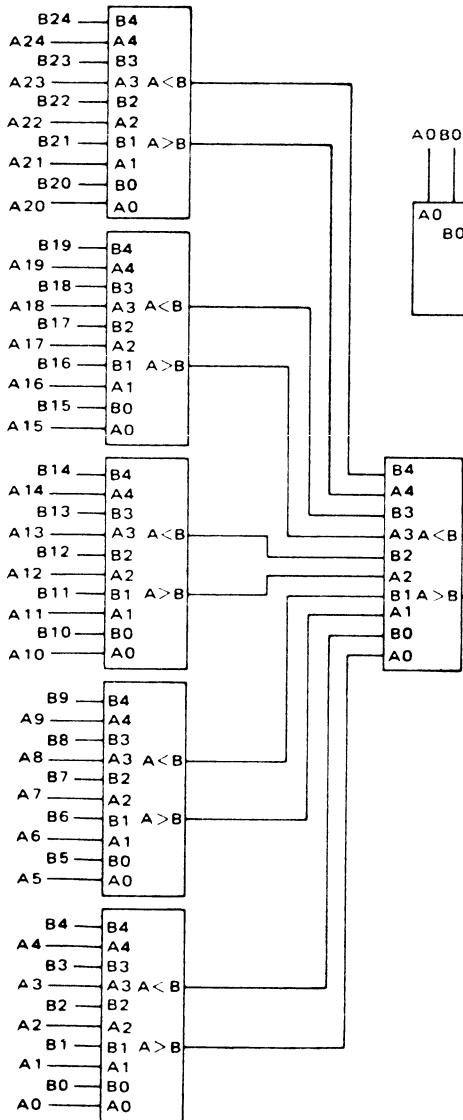 B24 B4
A24 A4
B23 B3
A23 A3 A<B
B22 B2
A22 A2
B21 B1 A>B
A21 A1
B20 B0
A20 A0
B19 B4
A19 A4
B18 B3
A18 A3 A<B
B17 B2
A17 A2
B16 B1 A>B
A16 A1
B15 B0
A15 A0
B14 B4
A14 A4
B13 B3
A13 A3 A<B
B12 B2
A12 A2
B11 B1 A>B
A11 A1
B10 B0
A10 A0
B9 B4
A9 A4
B8 B3
A8 A3 A<B
B7 B2
A7 A2
B6 B1 A>B
A6 A1
B5 B0
A5 A0
B4 B4
A4 A4
B3 B3
A3 A3 A<B
B2 B2
A2 A2
B1 B1 A>B
A1 A1
B0 B0
A0 A0
B4
A4
B3
A3 A<B
B2
A2
B1 A>B
A1
B0
A0
A0 B0
A0
B0